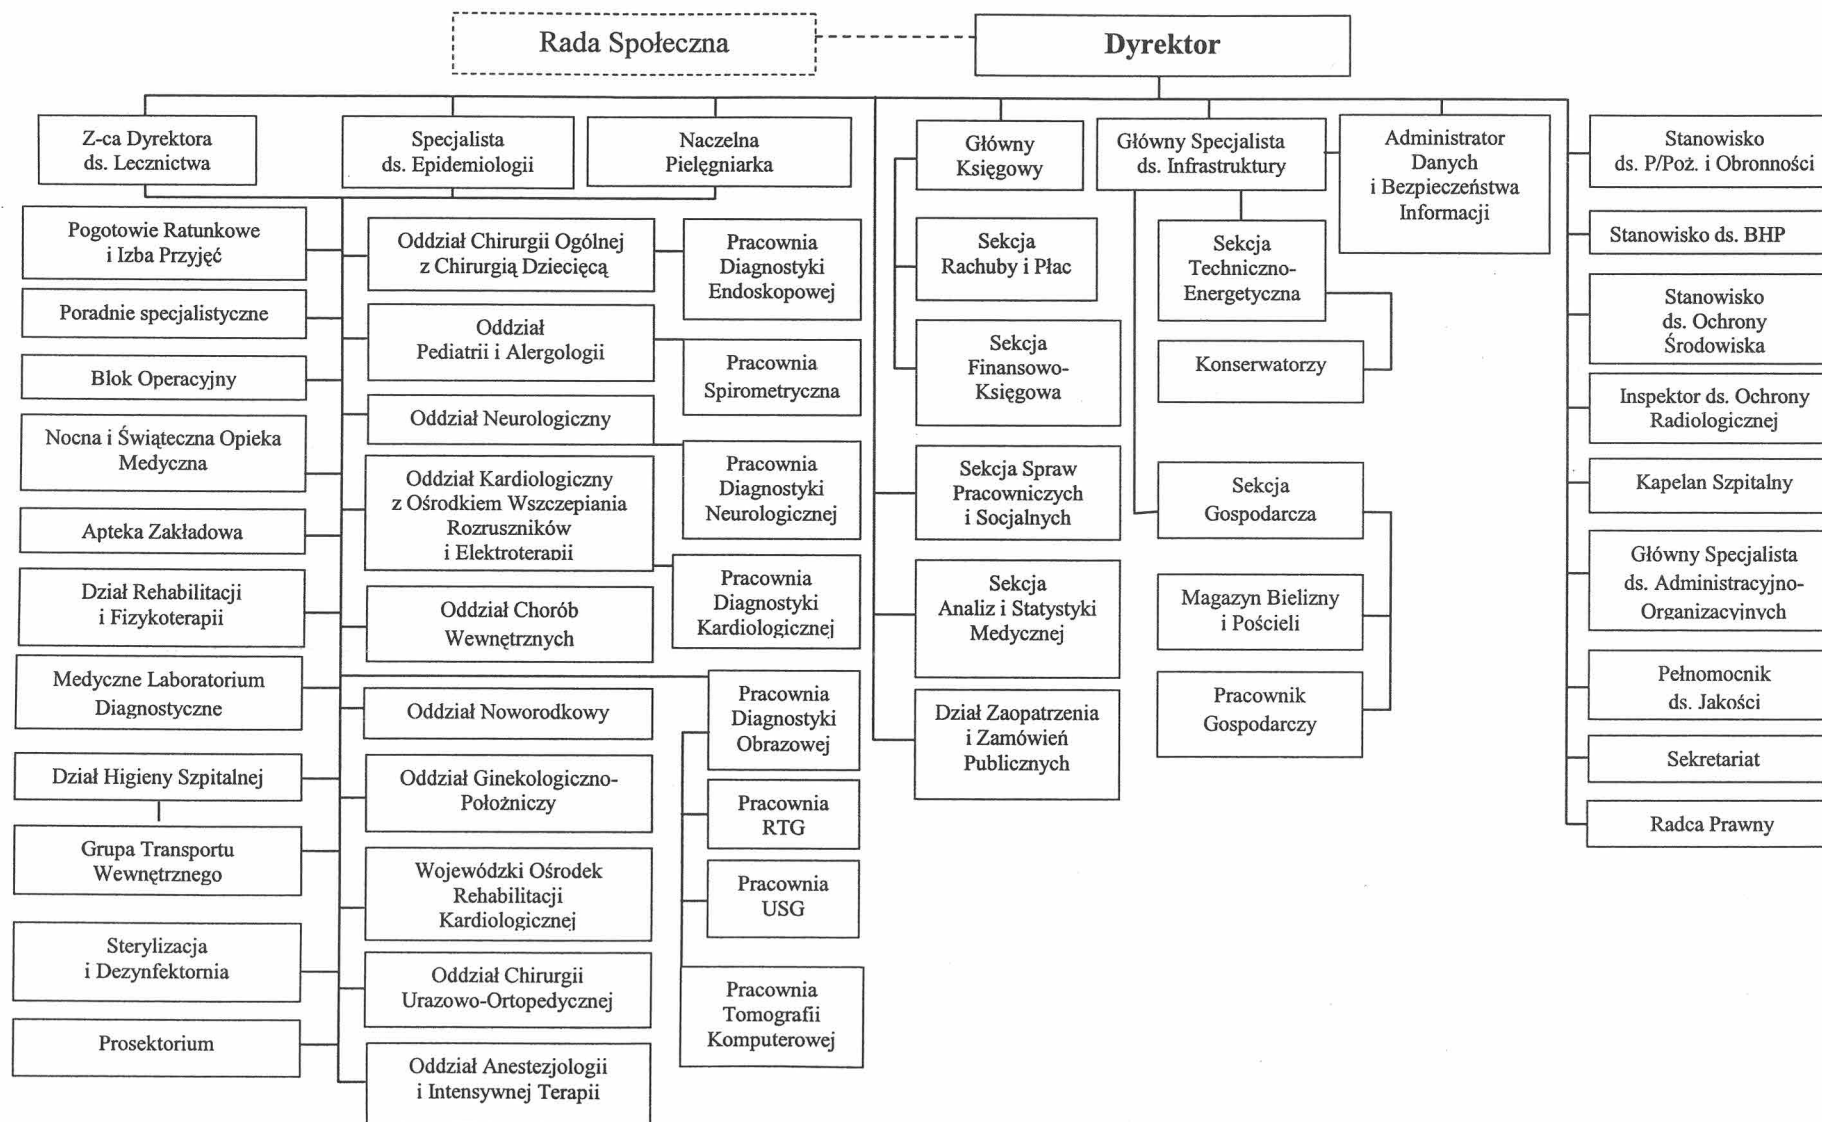 Rada Społeczna
Dyrektor
Z-ca Dyrektora
ds. Lecznictwa
Specjalista
ds. Epidemiologii
Naczelna
Pielęgniarka
Główny
Księgowy
Główny Specjalista
ds. Infrastruktury
Administrator
Danych
i Bezpieczeństwa
Informacji
Stanowisko
ds. P/Poż. i Obronności
Pogotowie Ratunkowe
i Izba Przyjęć
Poradnie specjalistyczne
Blok Operacyjny
Nocna i Świąteczna Opieka
Medyczna
Apteka Zakładowa
Dział Rehabilitacji
i Fizykoterapii
Medyczne Laboratorium
Diagnostyczne
Dział Higieny Szpitalnej
Grupa Transportu
Wewnętrznego
Sterylizacja
i Dezynfektornia
Prosektorium
Oddział Chirurgii Ogólnej
z Chirurgią Dziecięcą
Oddział
Pediatrii i Alergologii
Oddział Neurologiczny
Oddział Kardiologiczny
z Ośrodkiem Wszczepiania
Rozruszników
i Elektroterapii
Oddział Chorób
Wewnętrznych
Oddział Noworodkowy
Oddział Ginekologiczno-
Położniczy
Wojewódzki Ośrodek
Rehabilitacji
Kardiologicznej
Oddział Chirurgii
Urazowo-Ortopedycznej
Oddział Anestezjologii
i Intensywnej Terapii
Pracownia
Diagnostyki
Endoskopowej
Pracownia
Spirometryczna
Pracownia
Diagnostyki
Neurologicznej
Pracownia
Diagnostyki
Kardiologicznej
Pracownia
Diagnostyki
Obrazowej
Pracownia
RTG
Pracownia
USG
Pracownia
Tomografii
Komputerowej
Sekcja
Rachuby i Płac
Sekcja
Finansowo-
Księgowa
Sekcja Spraw
Pracowniczych
i Socjalnych
Sekcja
Analiz i Statystyki
Medycznej
Dział Zaopatrzenia
i Zamówień
Publicznych
Sekcja
Techniczno-
Energetyczna
Konserwatorzy
Sekcja
Gospodarcza
Magazyn Bielizny
i Pościeli
Pracownik
Gospodarczy
Stanowisko ds. BHP
Stanowisko
ds. Ochrony
Środowiska
Inspektor ds. Ochrony
Radiologicznej
Kapelan Szpitalny
Główny Specjalista
ds. Administracyjno-
Organizacyjnych
Pełnomocnik
ds. Jakości
Sekretariat
Radca Prawny